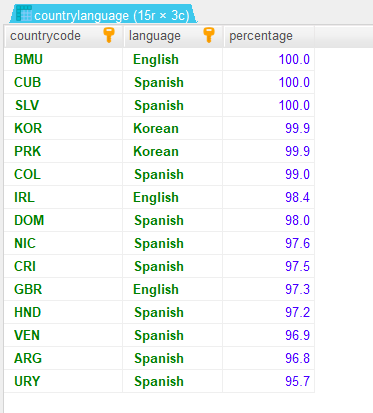 countrylanguage (15r × 3c)
countrycode language percentage
BMU English 100.0
CUB Spanish 100.0
SLV Spanish 100.0
KOR Korean 99.9
PRK Korean 99.9
COL Spanish 99.0
IRL English 98.4
DOM Spanish 98.0
NIC Spanish 97.6
CRI Spanish 97.5
GBR English 97.3
HND Spanish 97.2
VEN Spanish 96.9
ARG Spanish 96.8
URY Spanish 95.7